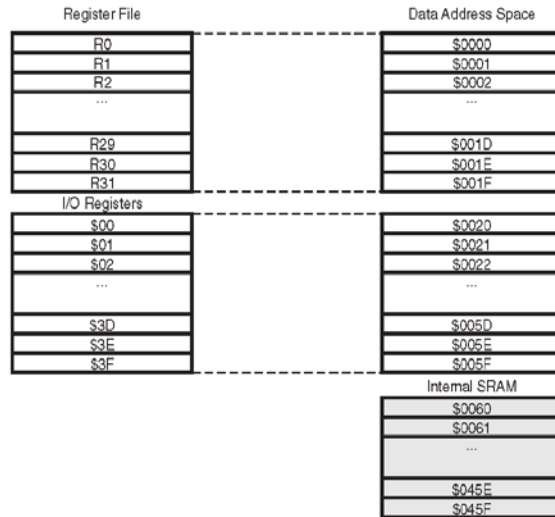 Register File Data Address Space
R0 $0000
R1 $0001
R2 $0002
... ...
R29 $001D
R30 $001E
R31 $001F
I/O Registers
$00 $0020
$01 $0021
$02 $0022
... ...
$3D $005D
$3E $005E
$3F $005F
Internal SRAM
$0060
$0061
...
$045E
$045F